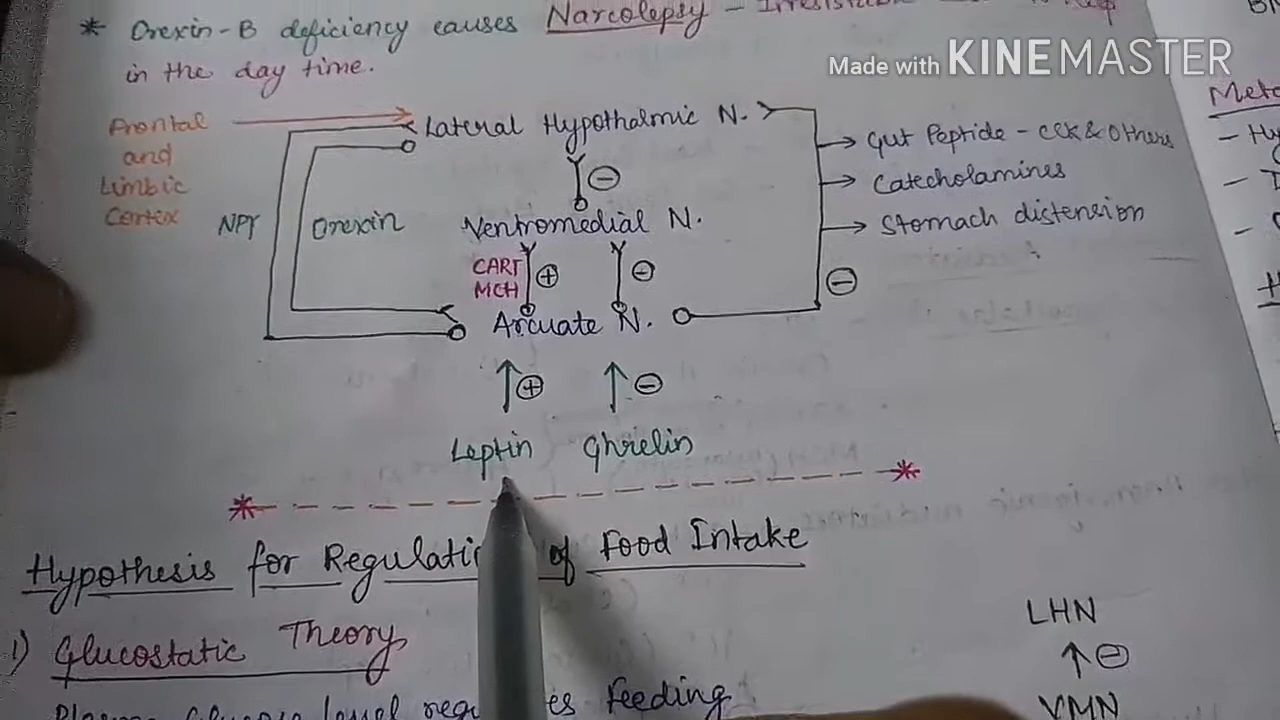 * Orexin-B deficiency causes Narcolepsy -
in the day time.
Made with KINEMASTER
Frontal
and
Limbic
Cortex
NPY
Orexin
Lateral Hypothalmic N.
⊖
Ventromedial N.
CART
MCH
⊕
⊖
Arcuate N.
⊕
⊖
Leptin
Ghrelin
Gut Peptide - CCK & Others
Catecholamines
Stomach distension
⊖
Hypothesis for of Food Intake
1) Glucostatic Theory
Plasma feeding
LHN
⊖
VMN